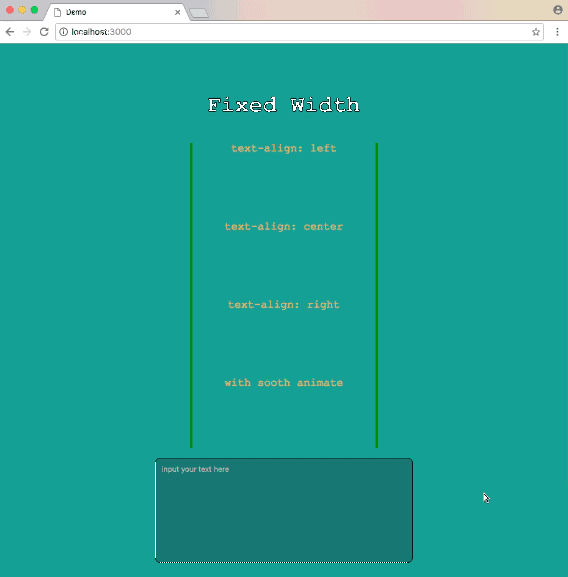 Demo
localhost:3000
Fixed Width
text-align: left
text-align: center
text-align: right
with sooth animate
input your text here